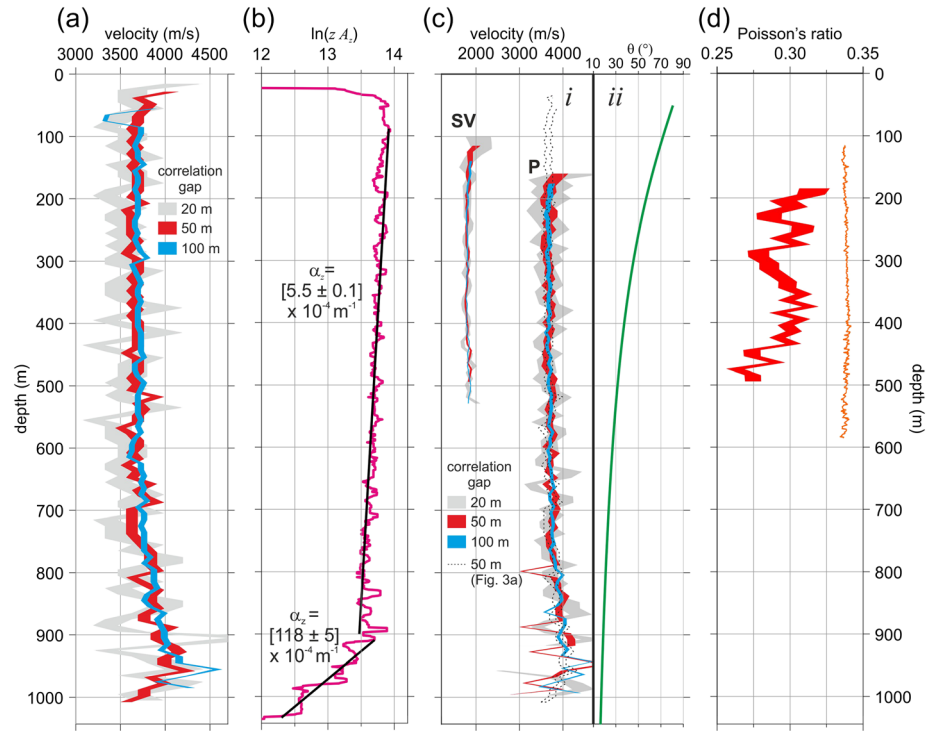 (a)
velocity (m/s)
3000 3500 4000 4500
depth (m)
0
100
200
300
400
500
600
700
800
900
1000
correlation
gap
20 m
50 m
100 m
(b)
ln(z A_z)
12 13 14
α_z=
[5.5 ± 0.1]
x 10⁻⁴ m⁻¹
α_z=
[118 ± 5]
x 10⁻⁴ m⁻¹
(c)
velocity (m/s)
2000 3000 4000
θ (°)
10 30 50 70 90
i ii
SV
P
correlation
gap
20 m
50 m
100 m
50 m
(Fig. 3a)
(d)
Poisson's ratio
0.25 0.30 0.35
0
100
200
300
400
500
600
700
800
900
1000
depth (m)